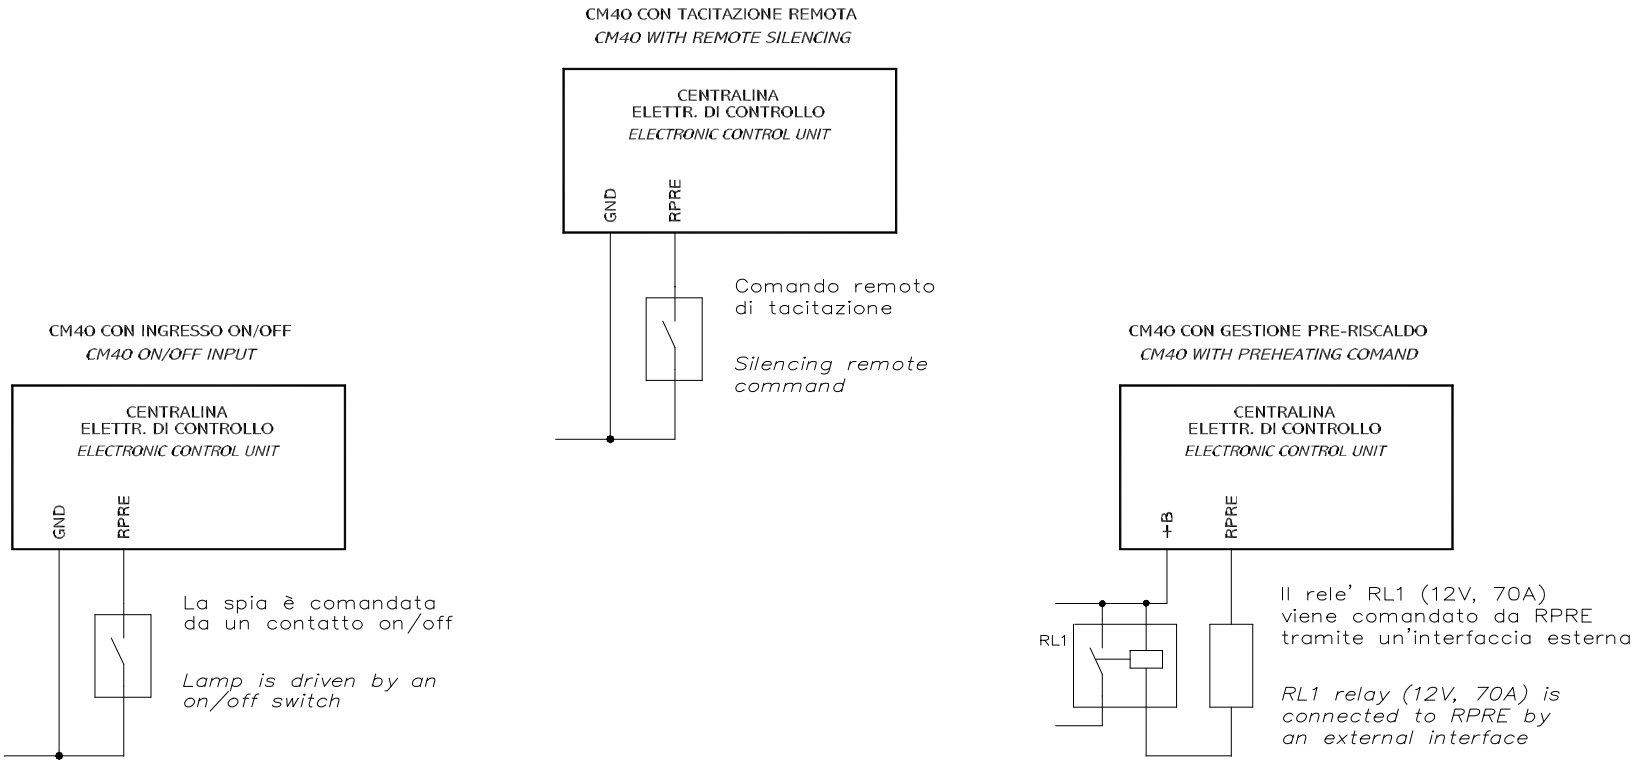 CM40 CON TACITAZIONE REMOTA
CM40 WITH REMOTE SILENCING
CENTRALINA
ELETTR. DI CONTROLLO
ELECTRONIC CONTROL UNIT
GND
RPRE
Comando remoto
di tacitazione
Silencing remote
command
CM40 CON INGRESSO ON/OFF
CM40 ON/OFF INPUT
CENTRALINA
ELETTR. DI CONTROLLO
ELECTRONIC CONTROL UNIT
GND
RPRE
La spia è comandata
da un contatto on/off
Lamp is driven by an
on/off switch
CM40 CON GESTIONE PRE-RISCALDO
CM40 WITH PREHEATING COMAND
CENTRALINA
ELETTR. DI CONTROLLO
ELECTRONIC CONTROL UNIT
+B
RPRE
RL1
Il rele' RL1 (12V, 70A)
viene comandato da RPRE
tramite un'interfaccia esterna
RL1 relay (12V, 70A) is
connected to RPRE by
an external interface